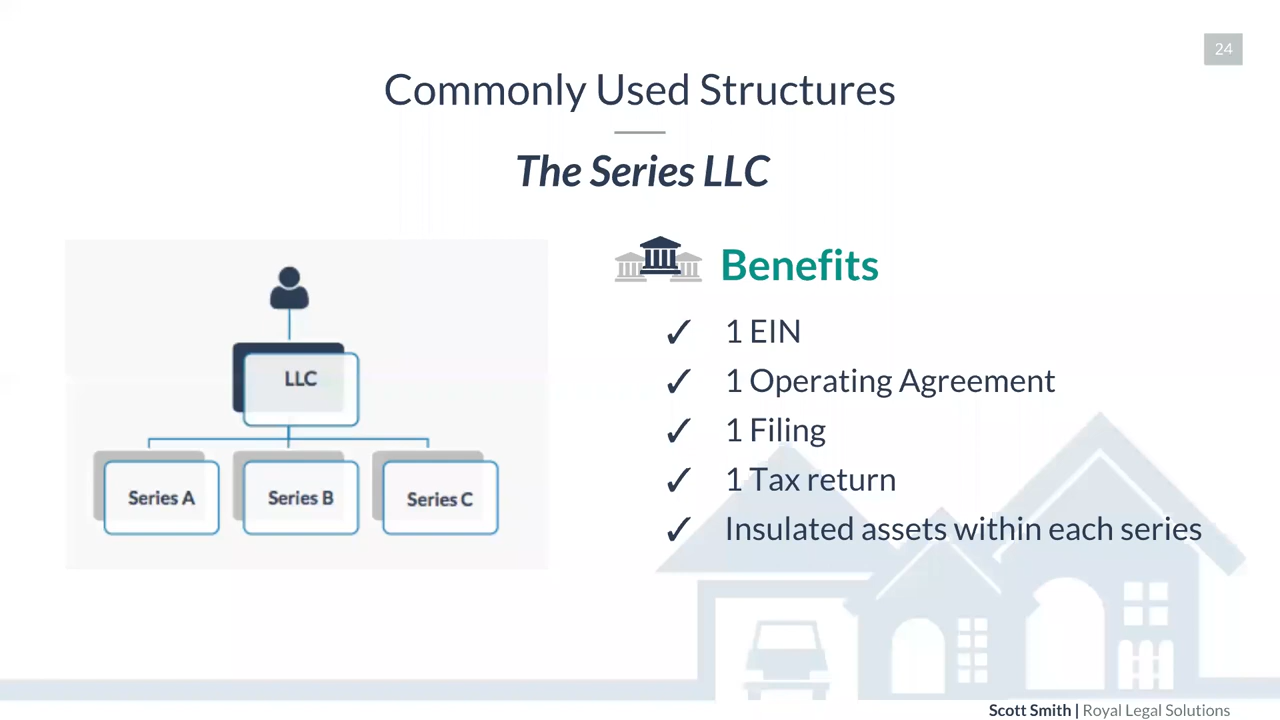 24
Commonly Used Structures
The Series LLC
LLC
Series A
Series B
Series C
Benefits
✓ 1 EIN
✓ 1 Operating Agreement
✓ 1 Filing
✓ 1 Tax return
✓ Insulated assets within each series
Scott Smith | Royal Legal Solutions